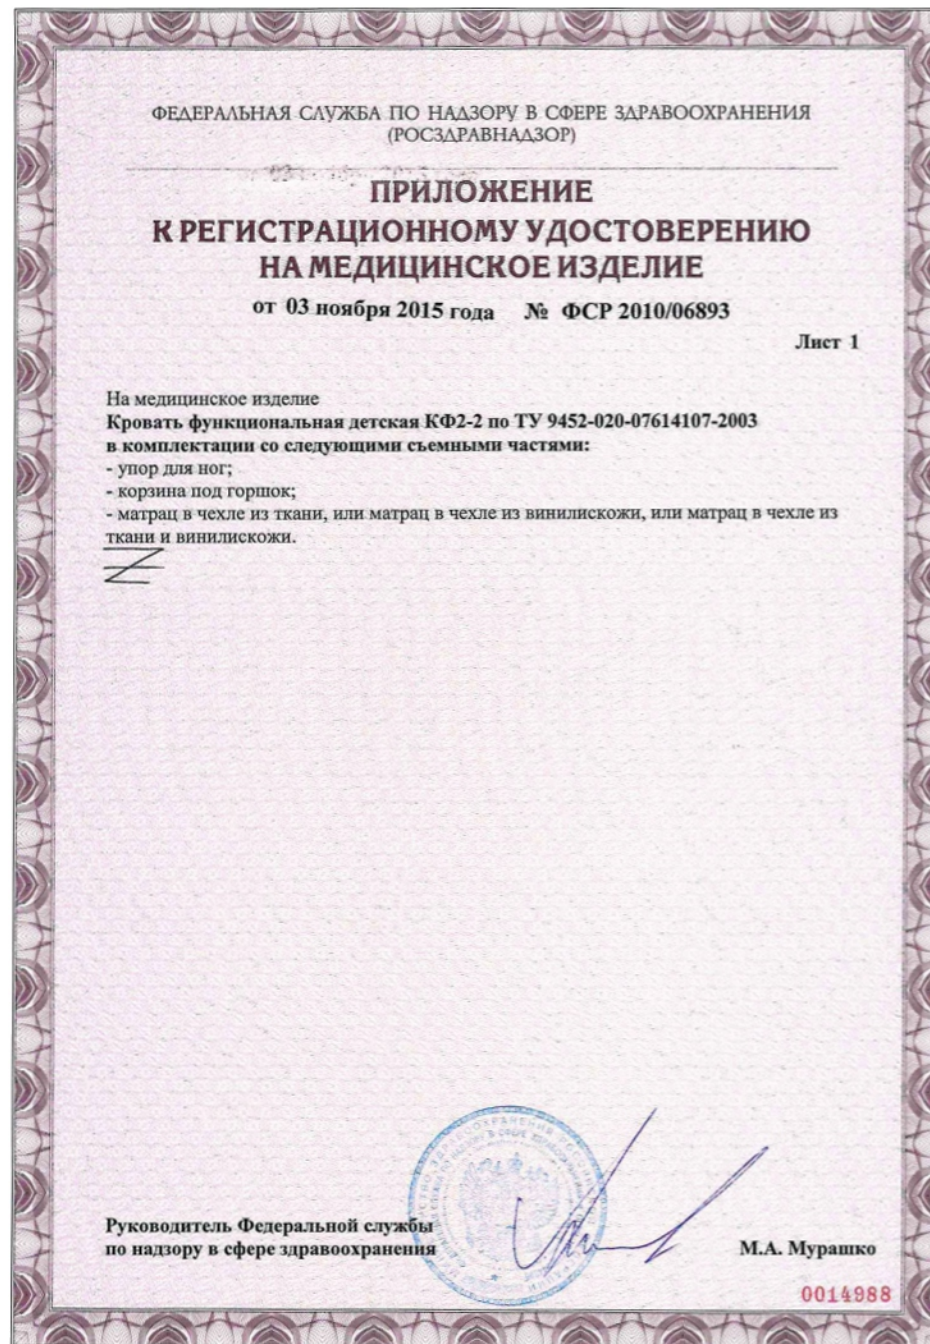 ФЕДЕРАЛЬНАЯ СЛУЖБА ПО НАДЗОРУ В СФЕРЕ ЗДРАВООХРАНЕНИЯ
(РОСЗДРАВНАДЗОР)
ПРИЛОЖЕНИЕ
К РЕГИСТРАЦИОННОМУ УДОСТОВЕРЕНИЮ
НА МЕДИЦИНСКОЕ ИЗДЕЛИЕ
от 03 ноября 2015 года № ФСР 2010/06893
Лист 1
На медицинское изделие
Кровать функциональная детская КФ2-2 по ТУ 9452-020-07614107-2003
в комплектации со следующими съемными частями:
- упор для ног;
- корзина под горшок;
- матрац в чехле из ткани, или матрац в чехле из винилискожи, или матрац в чехле из
ткани и винилискожи.
Руководитель Федеральной службы
по надзору в сфере здравоохранения
М.А. Мурашко
0014988